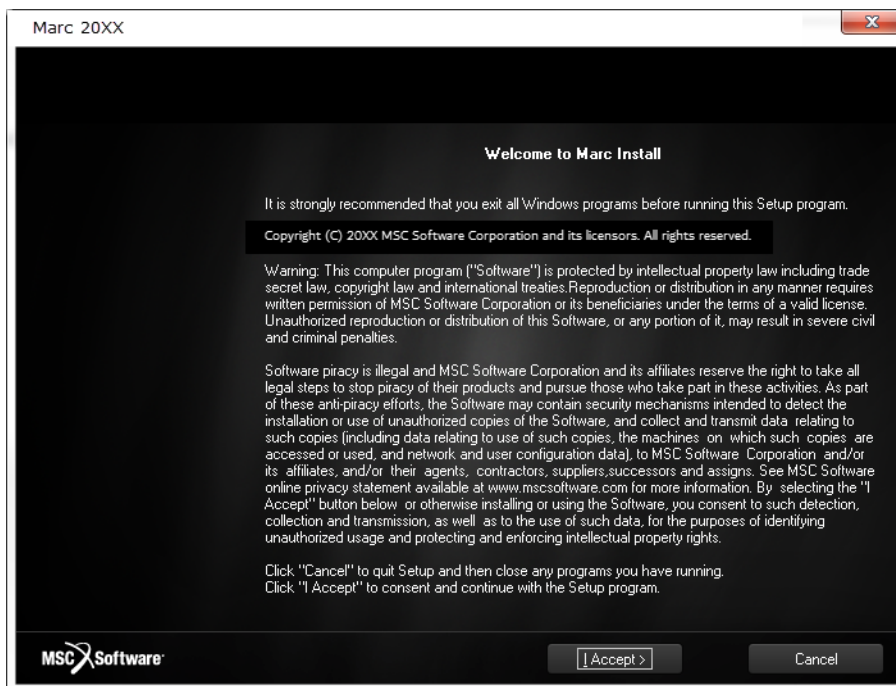 Marc 20XX
Welcome to Marc Install
It is strongly recommended that you exit all Windows programs before running this Setup program.
Copyright (C) 20XX MSC Software Corporation and its licensors. All rights reserved.
Warning: This computer program ("Software") is protected by intellectual property law including trade
secret law, copyright law and international treaties.Reproduction or distribution in any manner requires
written permission of MSC Software Corporation or its beneficiaries under the terms of a valid license.
Unauthorized reproduction or distribution of this Software, or any portion of it, may result in severe civil
and criminal penalties.
Software piracy is illegal and MSC Software Corporation and its affiliates reserve the right to take all
legal steps to stop piracy of their products and pursue those who take part in these activities. As part
of these anti-piracy efforts, the Software may contain security mechanisms intended to detect the
installation or use of unauthorized copies of the Software, and collect and transmit data relating to
such copies (including data relating to use of such copies, the machines on which such copies are
accessed or used, and network and user configuration data), to MSC Software Corporation and/or
its affiliates, and/or their agents, contractors, suppliers,successors and assigns. See MSC Software
online privacy statement available at www.mscsoftware.com for more information. By selecting the "I
Accept" button below or otherwise installing or using the Software, you consent to such detection,
collection and transmission, as well as to the use of such data, for the purposes of identifying
unauthorized usage and protecting and enforcing intellectual property rights.
Click "Cancel" to quit Setup and then close any programs you have running.
Click "I Accept" to consent and continue with the Setup program.
MSC Software
I Accept >
Cancel